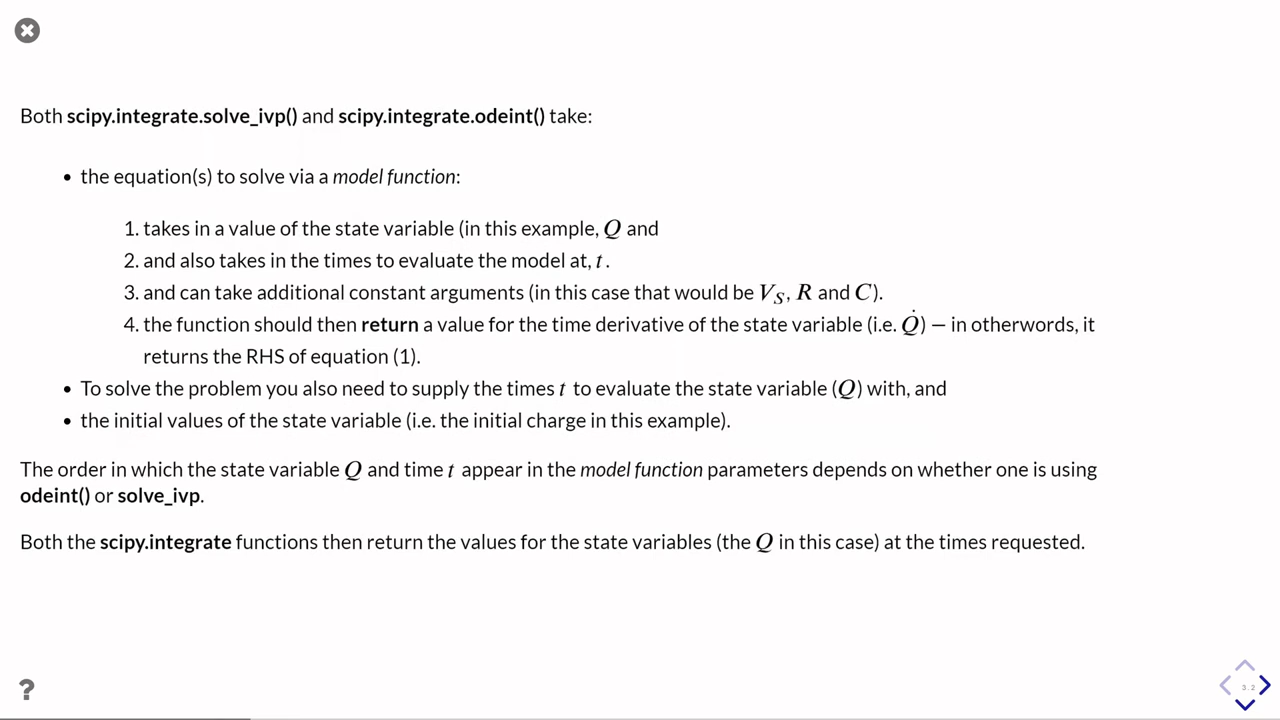 Both scipy.integrate.solve_ivp() and scipy.integrate.odeint() take:
• the equation(s) to solve via a model function:
1. takes in a value of the state variable (in this example, Q and
2. and also takes in the times to evaluate the model at, t.
3. and can take additional constant arguments (in this case that would be V_S, R and C).
4. the function should then return a value for the time derivative of the state variable (i.e. Q̇) — in otherwords, it
returns the RHS of equation (1).
• To solve the problem you also need to supply the times t to evaluate the state variable (Q) with, and
• the initial values of the state variable (i.e. the initial charge in this example).
The order in which the state variable Q and time t appear in the model function parameters depends on whether one is using
odeint() or solve_ivp.
Both the scipy.integrate functions then return the values for the state variables (the Q in this case) at the times requested.
?
3.2